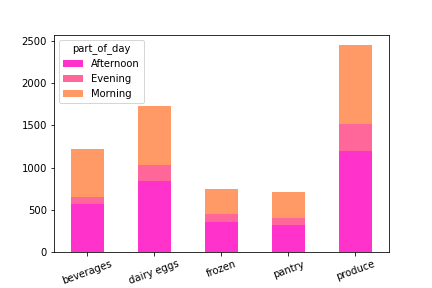 part_of_day
Afternoon
Evening
Morning
2500
2000
1500
1000
500
0
beverages
dairy eggs
frozen
pantry
produce